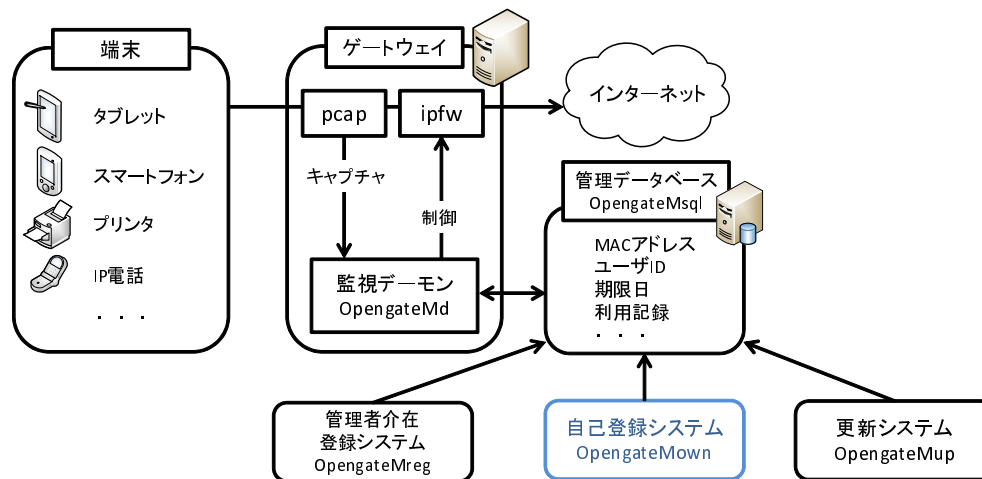 端末
タブレット
スマートフォン
プリンタ
IP電話
・・・
ゲートウェイ
pcap
ipfw
キャプチャ
制御
監視デーモン
OpengateMd
インターネット
管理データベース
OpengateMsql
MACアドレス
ユーザID
期限日
利用記録
・・・
管理者介在
登録システム
OpengateMreg
自己登録システム
OpengateMown
更新システム
OpengateMup